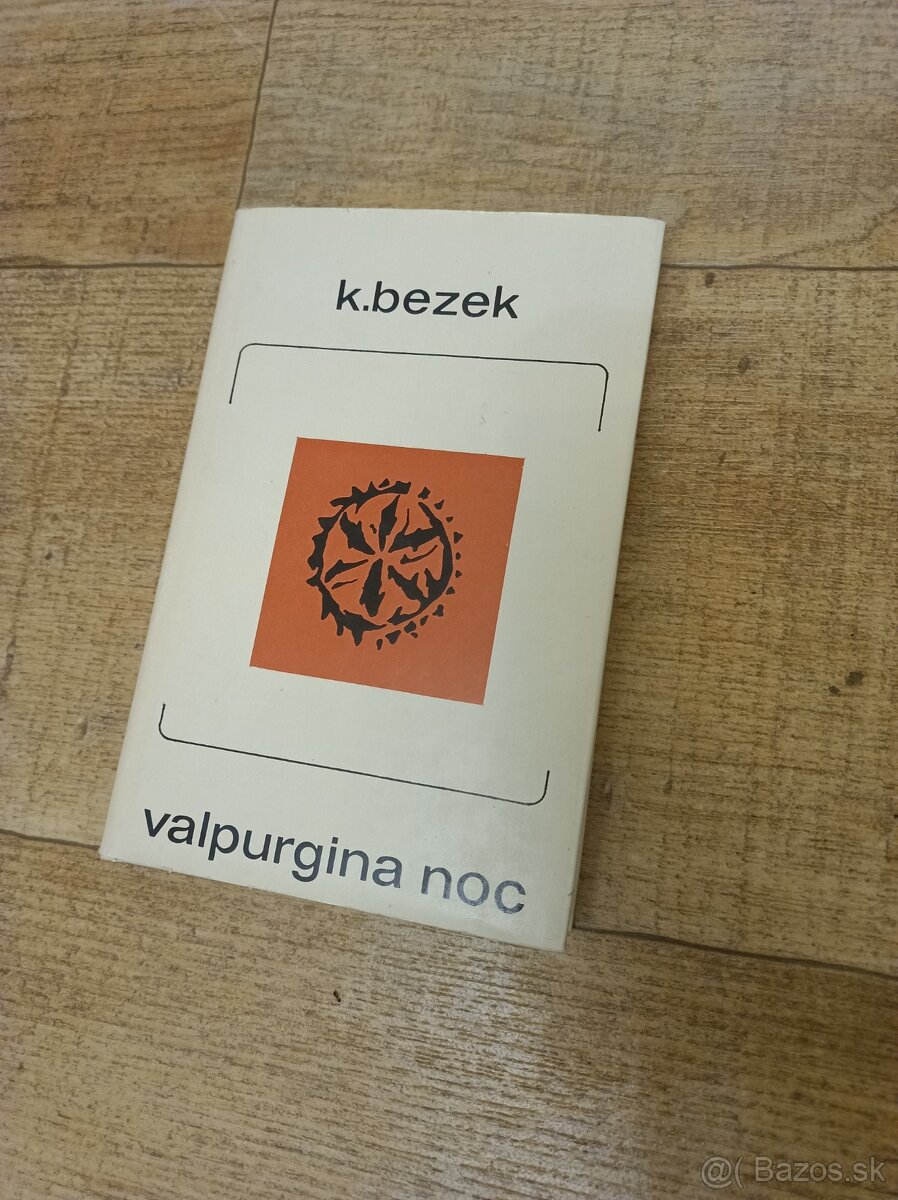 k.bezek
valpurgina noc
@( Bazos.sk